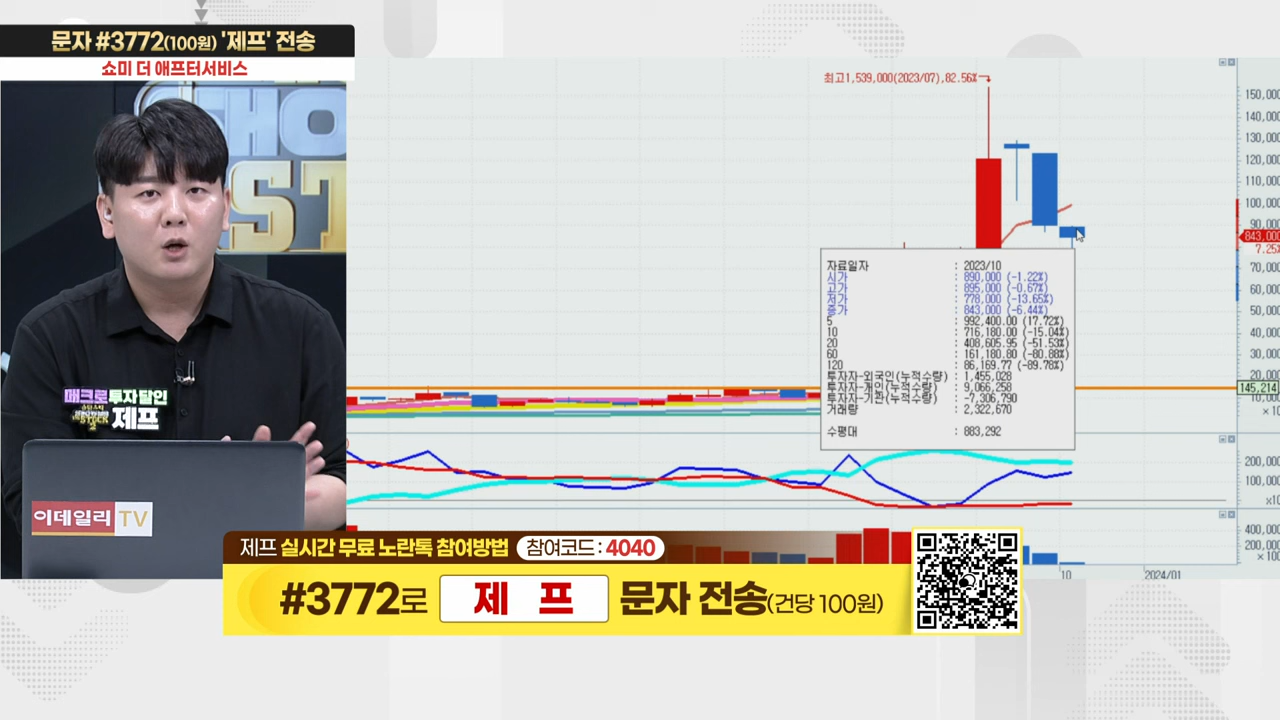 문자 #3772(100원) '제프' 전송
쇼미 더 애프터서비스
HO
ST
매크로투자달인
제프
이데일리TV
최고1,539,000(2023/07),82.56%
150,000
140,000
130,000
120,000
110,000
100,000
90,000
843,000
7.25%
70,000
60,000
50,000
40,000
30,000
20,000
145,214
10,000
자료일자 : 2023/10
시가 : 890,000 (-1.22%)
고가 : 895,000 (-0.67%)
저가 : 778,000 (-13.65%)
종가 : 843,000 (-6.44%)
5 : 992,400.00 (17.72%)
10 : 716,180.00 (-15.04%)
20 : 408,605.95 (-51.53%)
60 : 161,180.80 (-80.88%)
120 : 86,169.77 (-89.78%)
투자자-외국인(누적수량) : 1,455,028
투자자-개인(누적수량) : 9,066,258
투자자-기관(누적수량) : -7,306,790
거래량 : 2,322,670
수평대 : 883,292
200,000
100,000
400,000
200,000
10
2024/01
제프 실시간 무료 노란톡 참여방법 참여코드 : 4040
#3772로 제 프 문자 전송(건당 100원)